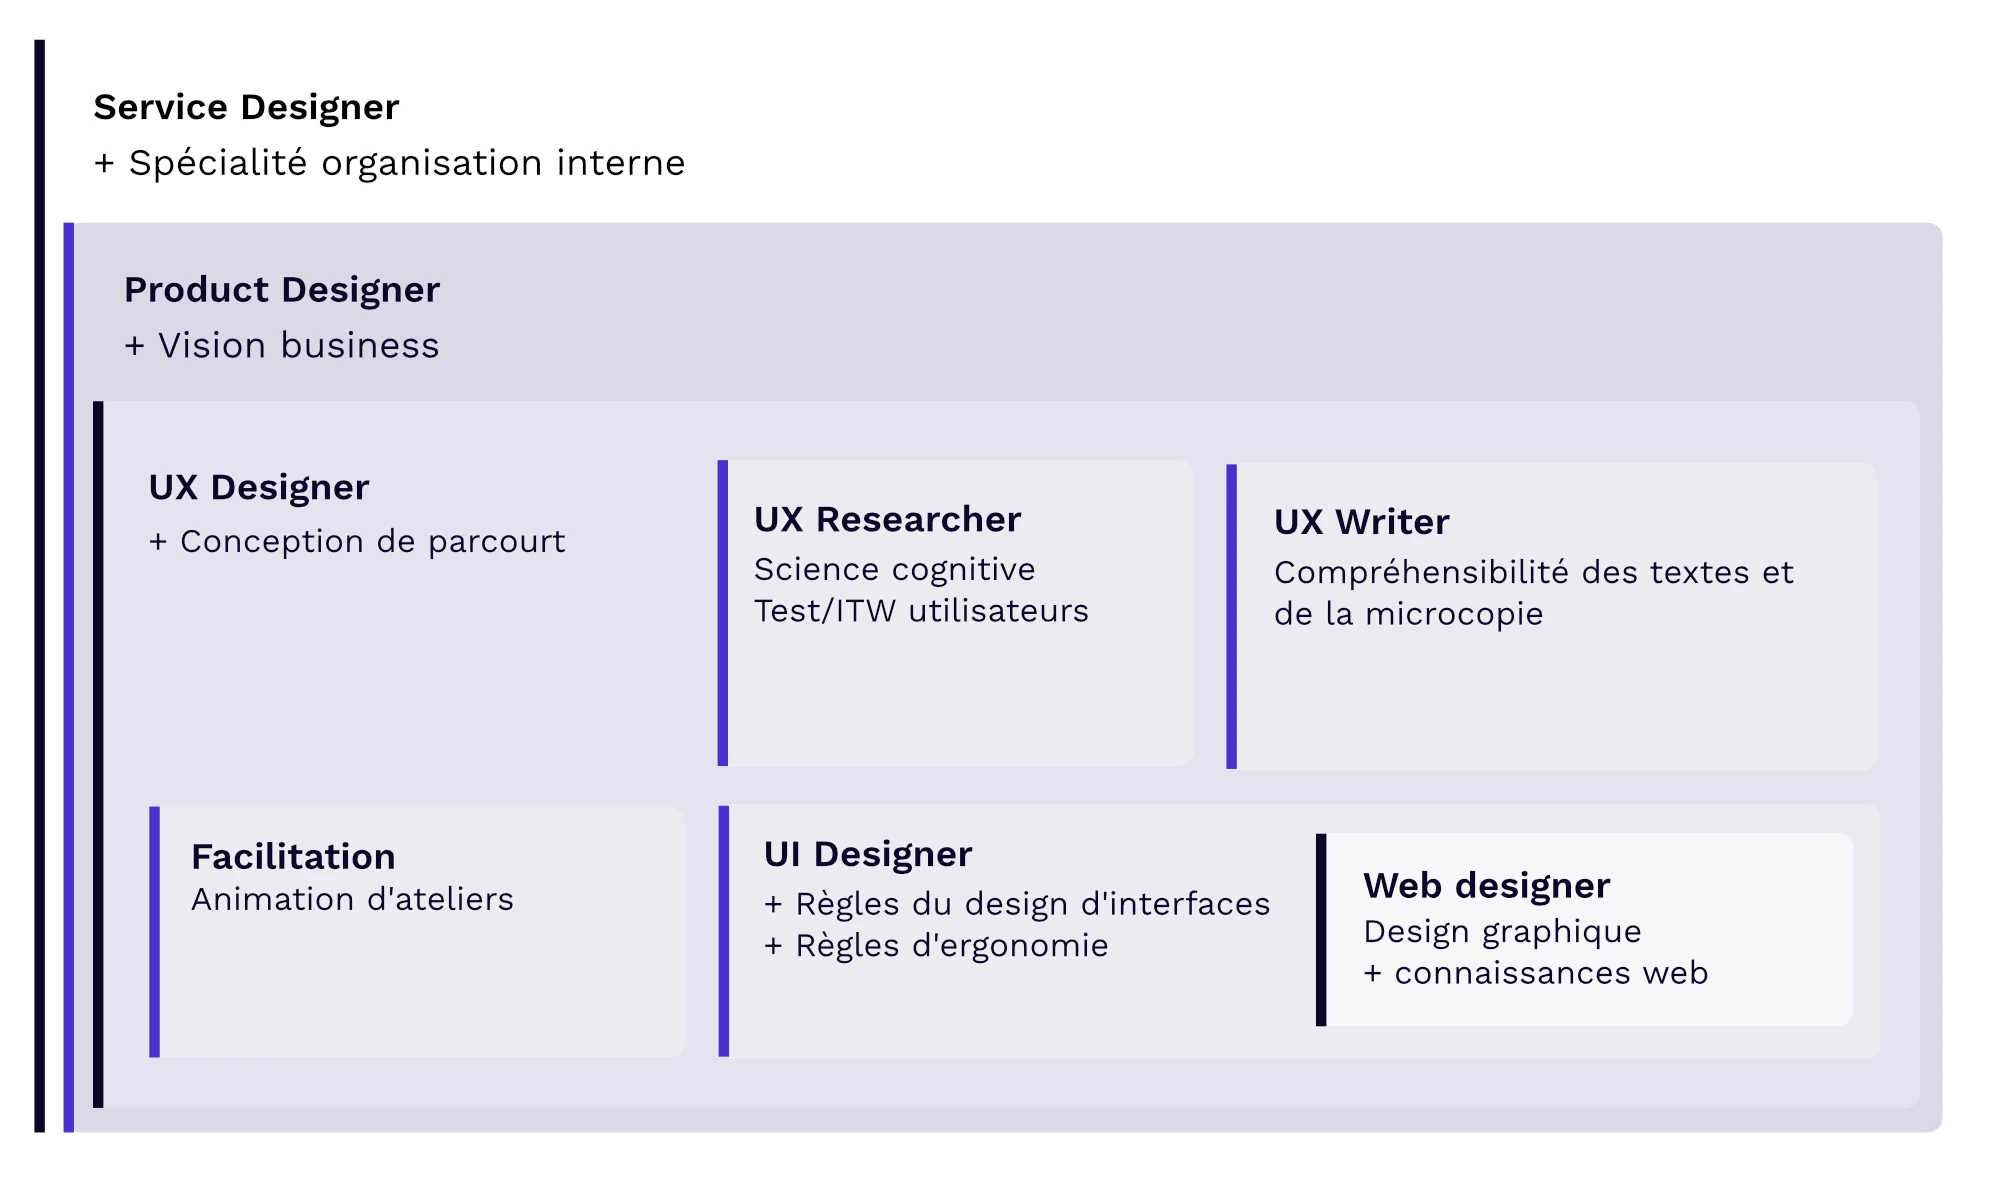 Service Designer
+ Spécialité organisation interne
Product Designer
+ Vision business
UX Designer
+ Conception de parcourt
UX Researcher
Science cognitive
Test/ITW utilisateurs
UX Writer
Compréhensibilité des textes et
de la microcopie
Facilitation
Animation d'ateliers
UI Designer
+ Règles du design d'interfaces
+ Règles d'ergonomie
Web designer
Design graphique
+ connaissances web